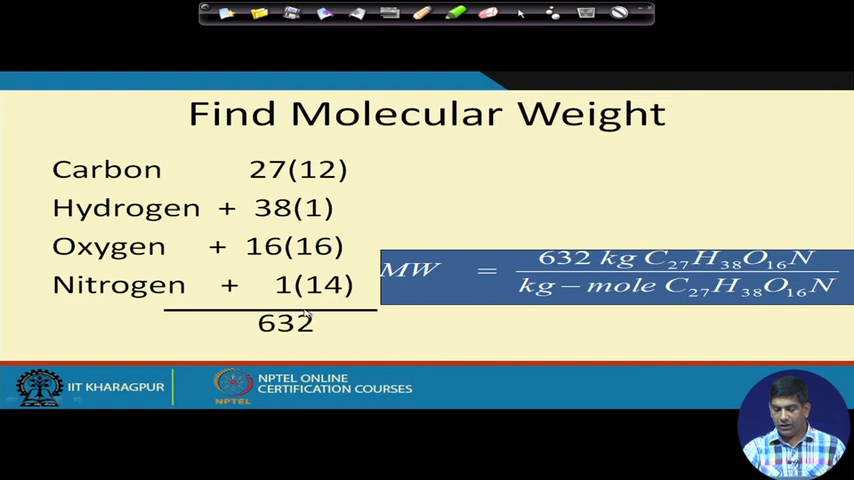 Find Molecular Weight
Carbon 27(12)
Hydrogen + 38(1)
Oxygen + 16(16)
Nitrogen + 1(14)
632
MW = 632 kg C₂₇H₃₈O₁₆N / kg – mole C₂₇H₃₈O₁₆N
IIT KHARAGPUR
NPTEL
NPTEL ONLINE
CERTIFICATION COURSES